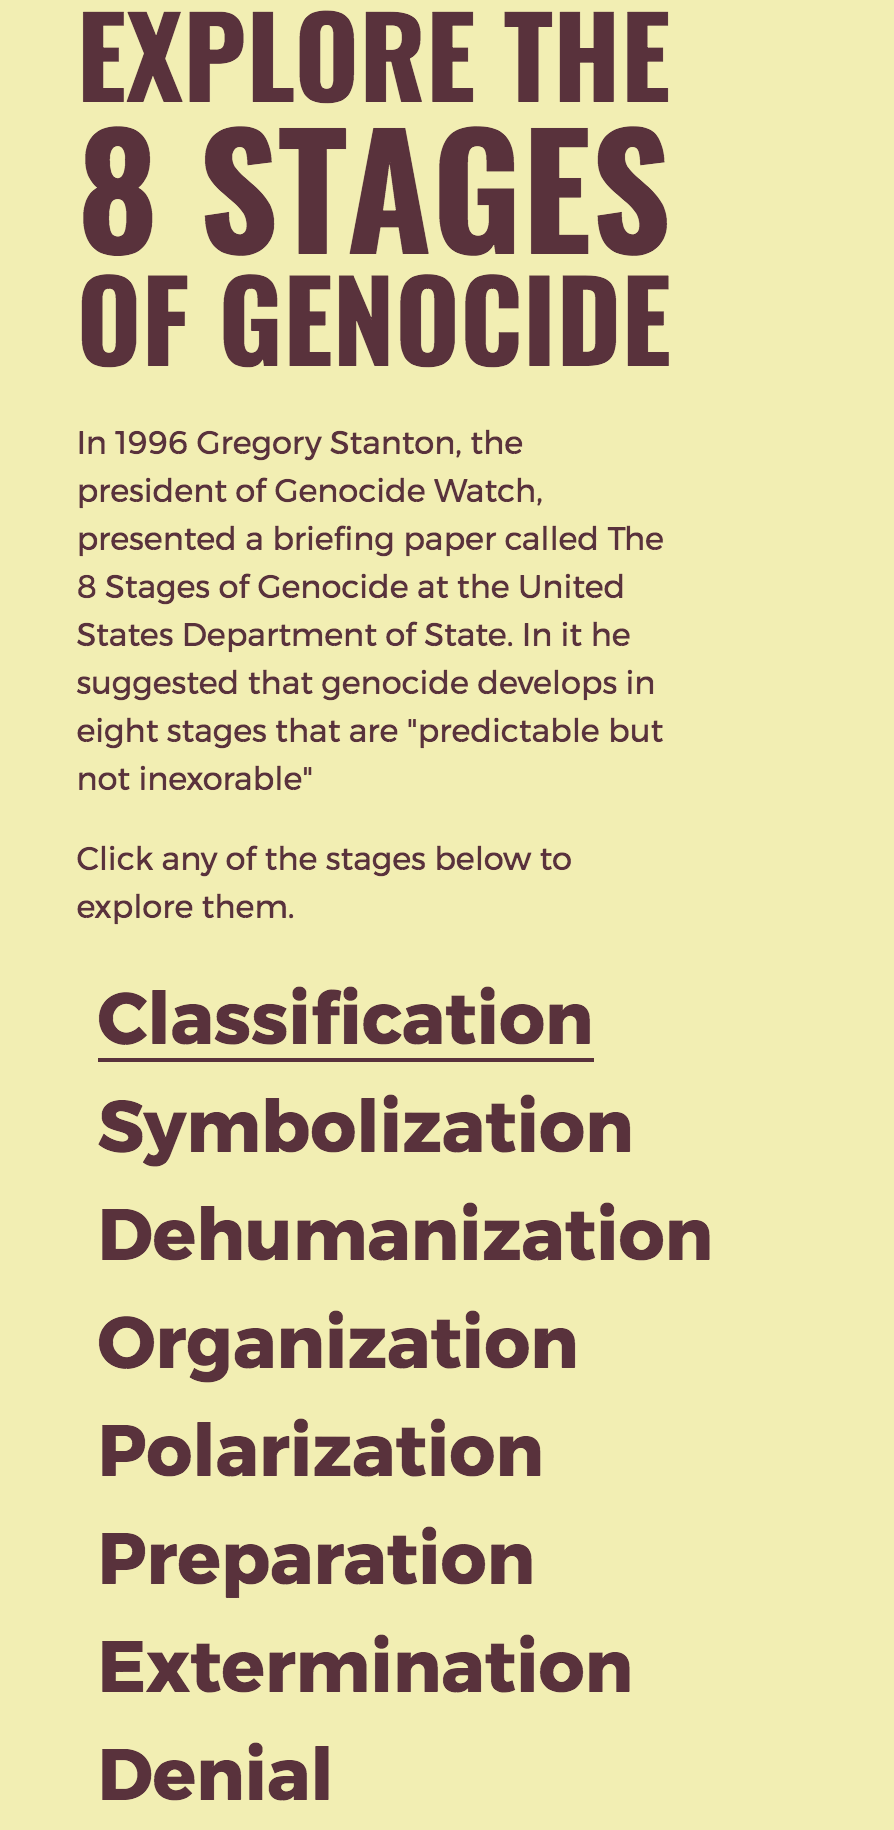 EXPLORE THE
8 STAGES
OF GENOCIDE
In 1996 Gregory Stanton, the
president of Genocide Watch,
presented a briefing paper called The
8 Stages of Genocide at the United
States Department of State. In it he
suggested that genocide develops in
eight stages that are "predictable but
not inexorable"
Click any of the stages below to
explore them.
Classification
Symbolization
Dehumanization
Organization
Polarization
Preparation
Extermination
Denial